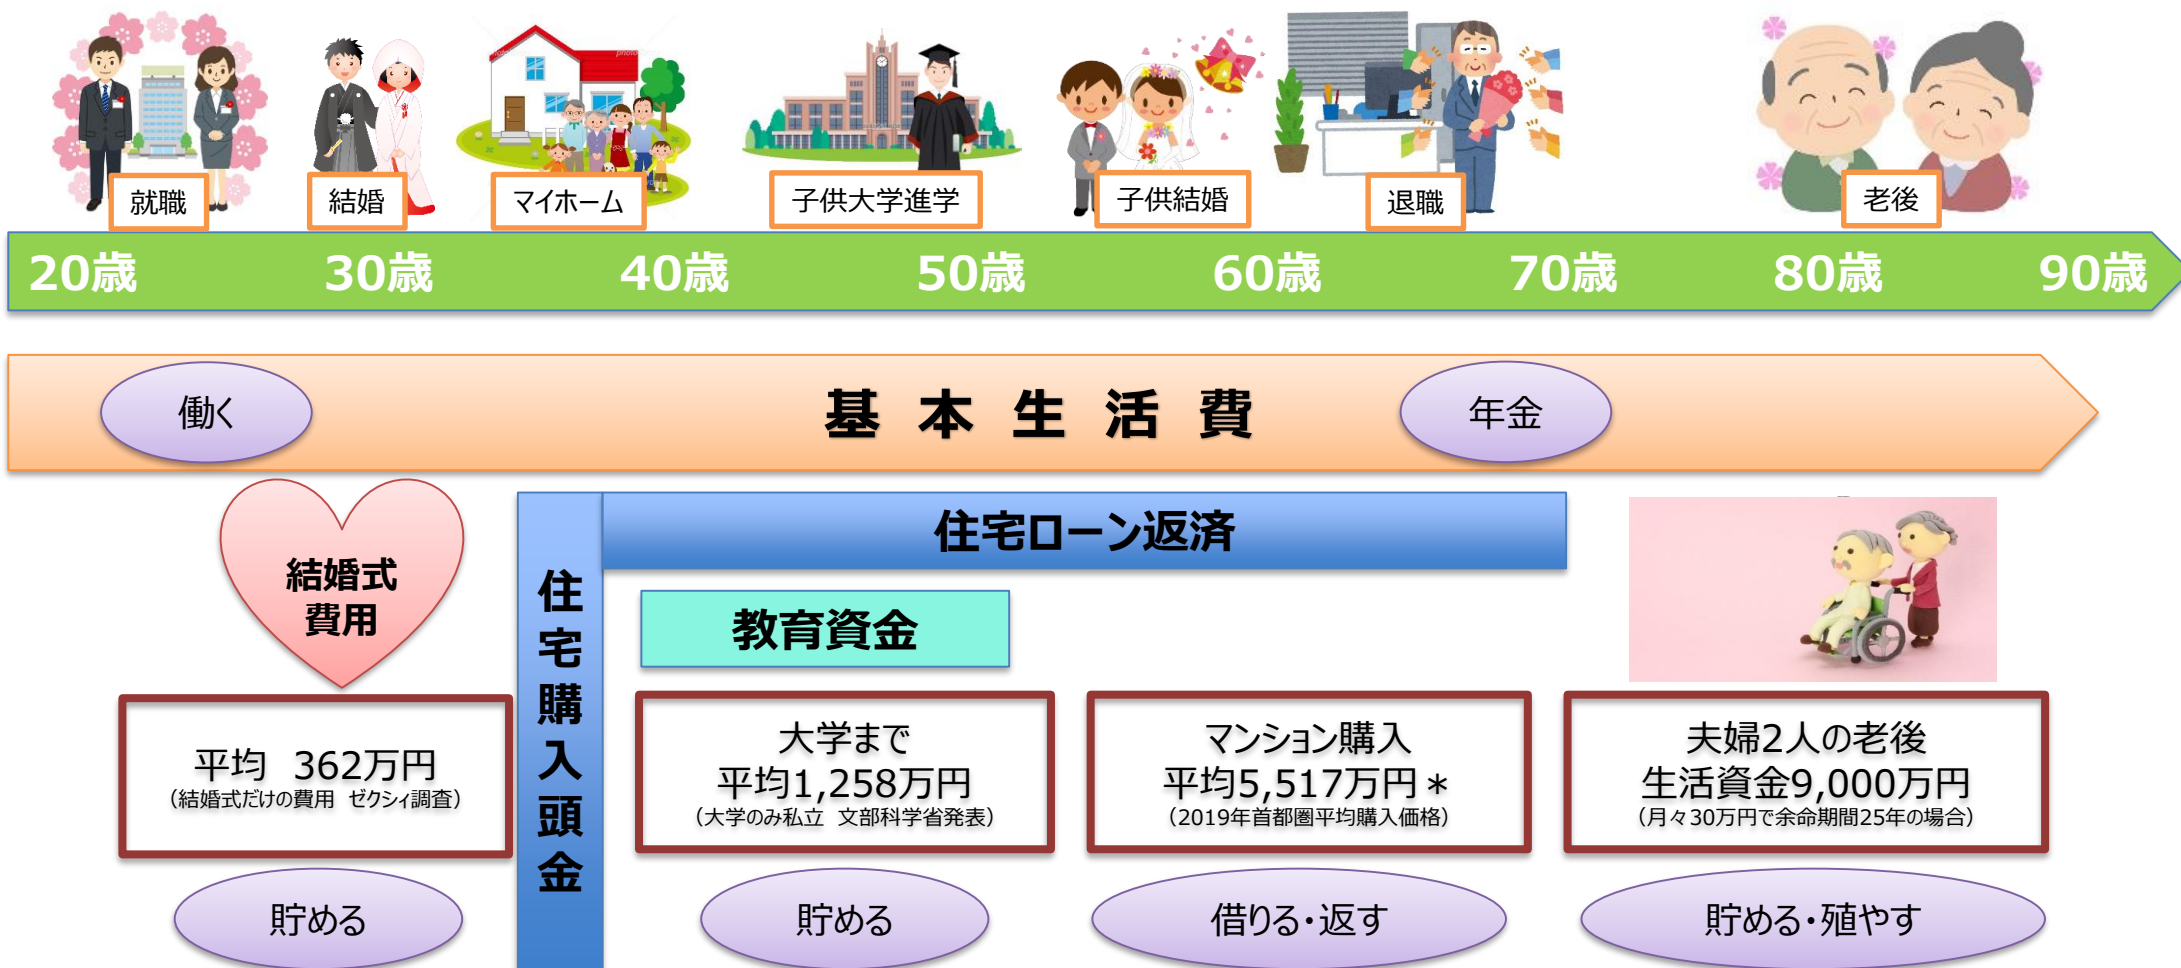 就職
結婚
マイホーム
子供大学進学
子供結婚
退職
老後
20歳 30歳 40歳 50歳 60歳 70歳 80歳 90歳
働く
基本生活費
年金
結婚式
費用
住宅購入頭金
住宅ローン返済
教育資金
平均 362万円
（結婚式だけの費用 ゼクシィ調査）
大学まで
平均1,258万円
（大学のみ私立 文部科学省発表）
マンション購入
平均5,517万円＊
（2019年首都圏平均購入価格）
夫婦2人の老後
生活資金9,000万円
（月々30万円で余命期間25年の場合）
貯める
貯める
借りる・返す
貯める・殖やす